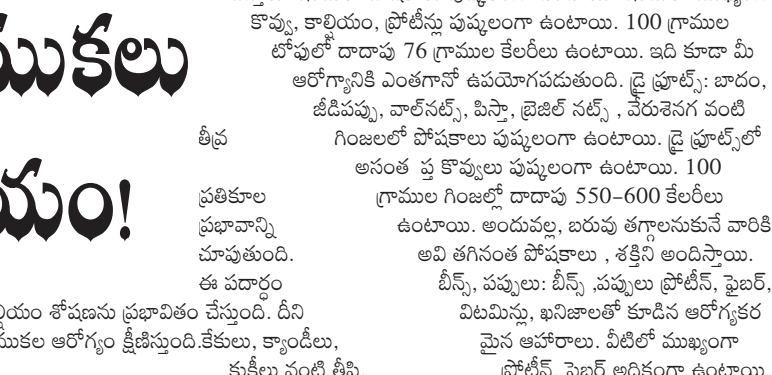 ముకలు
యం!
తీవ్ర
ప్రతికూల
ప్రభావాన్ని
చూపుతుంది.
ఈ పదార్థం
ల్షియం శోషణను ప్రభావితం చేస్తుంది. దీని
ముకల ఆరోగ్యం క్షీణిస్తుంది.కేకులు, క్యాండీలు,
కుకీలు వంటి తీపి
కొవ్వు, కాల్షియం, ప్రోటీన్లు పుష్కలంగా ఉంటాయి. 100 గ్రాముల
టోఫులో దాదాపు 76 గ్రాముల కేలరీలు ఉంటాయి. ఇది కూడా మీ
ఆరోగ్యానికి ఎంతగానో ఉపయోగపడుతుంది. డ్రై ఫ్రూట్స్: బాదం,
జీడిపప్పు, వాల్‌నట్స్, పిస్తా, బ్రెజిల్ నట్స్ , వేరుశెనగ వంటి
గింజలలో పోషకాలు పుష్కలంగా ఉంటాయి. డ్రై ఫ్రూట్స్‌లో
అసంత ప్త కొవ్వులు పుష్కలంగా ఉంటాయి. 100
గ్రాముల గింజల్లో దాదాపు 550-600 కేలరీలు
ఉంటాయి. అందువల్ల, బరువు తగ్గాలనుకునే వారికి
అవి తగినంత పోషకాలు , శక్తిని అందిస్తాయి.
బీన్స్, పప్పులు: బీన్స్ ,పప్పులు ప్రోటీన్, ఫైబర్,
విటమిన్లు, ఖనిజాలతో కూడిన ఆరోగ్యకర
మైన ఆహారాలు. వీటిలో ముఖ్యంగా
ప్రోటీన్, ఫైబర్ అధికంగా ఉంటాయి.